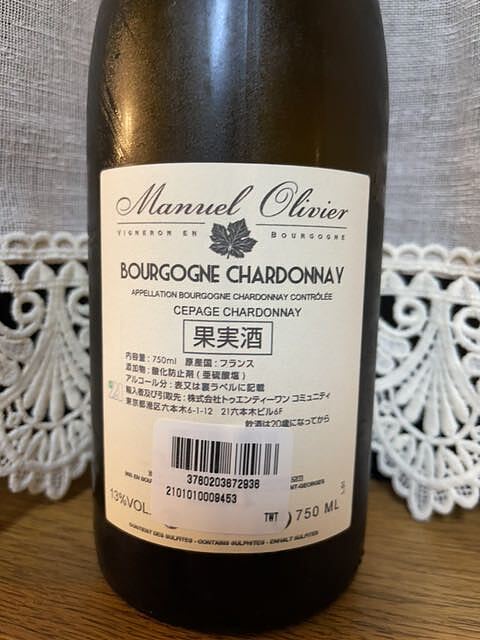 Manuel Olivier
VIGNERON EN BOURGOGNE
BOURGOGNE CHARDONNAY
APPELLATION BOURGOGNE CHARDONNAY CONTRÔLÉE
CEPAGE CHARDONNAY
果実酒
内容量:750ml 原産国:フランス
添加物:酸化防止剤(亜硫酸塩)
アルコール分:表又は裏ラベルに記載
輸入者及び引取先:株式会社トゥエンティーワン コミュニティ
東京都港区六本木6-1-12 21六本木ビル6F
飲酒は20歳になってから
3760203672936
2101010009453
TWT
13%VOL.
750 ML
CONTIENT DES SULFITES - CONTAINS SULPHITES - ENHALT SULFITEN